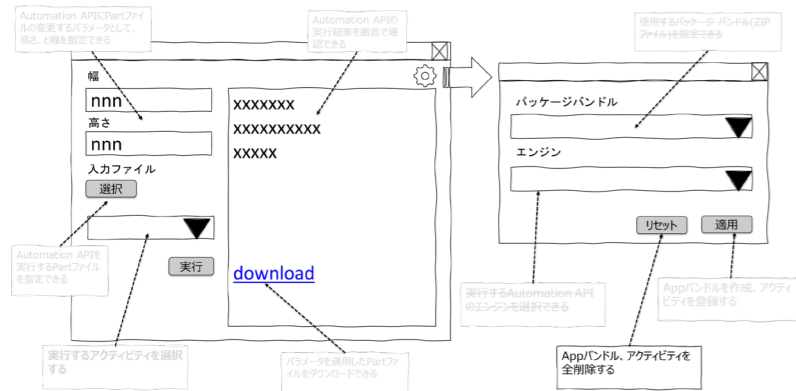 Automation APIにPartファイ
ルの変更するパラメータとして、
高さ、と幅を指定できる
Automation APIの
実行結果を画面で確
認できる
使用するパッケージ バンドル(ZIP
ファイル)を指定できる
幅
nnn
高さ
nnn
入力ファイル
選択
実行
xxxxxxx
xxxxxxxxxx
xxxxx
download
パッケージバンドル
エンジン
リセット
適用
Automation APIを
実行するPartファイル
を指定できる
実行するアクティビティを選択
する
パラメータを適用したPartファ
イルをダウンロードできる
実行するAutomation API
のエンジンを選択できる
Appバンドルを作成、アクティ
ビティを登録する
Appバンドル、アクティビティを
全削除する